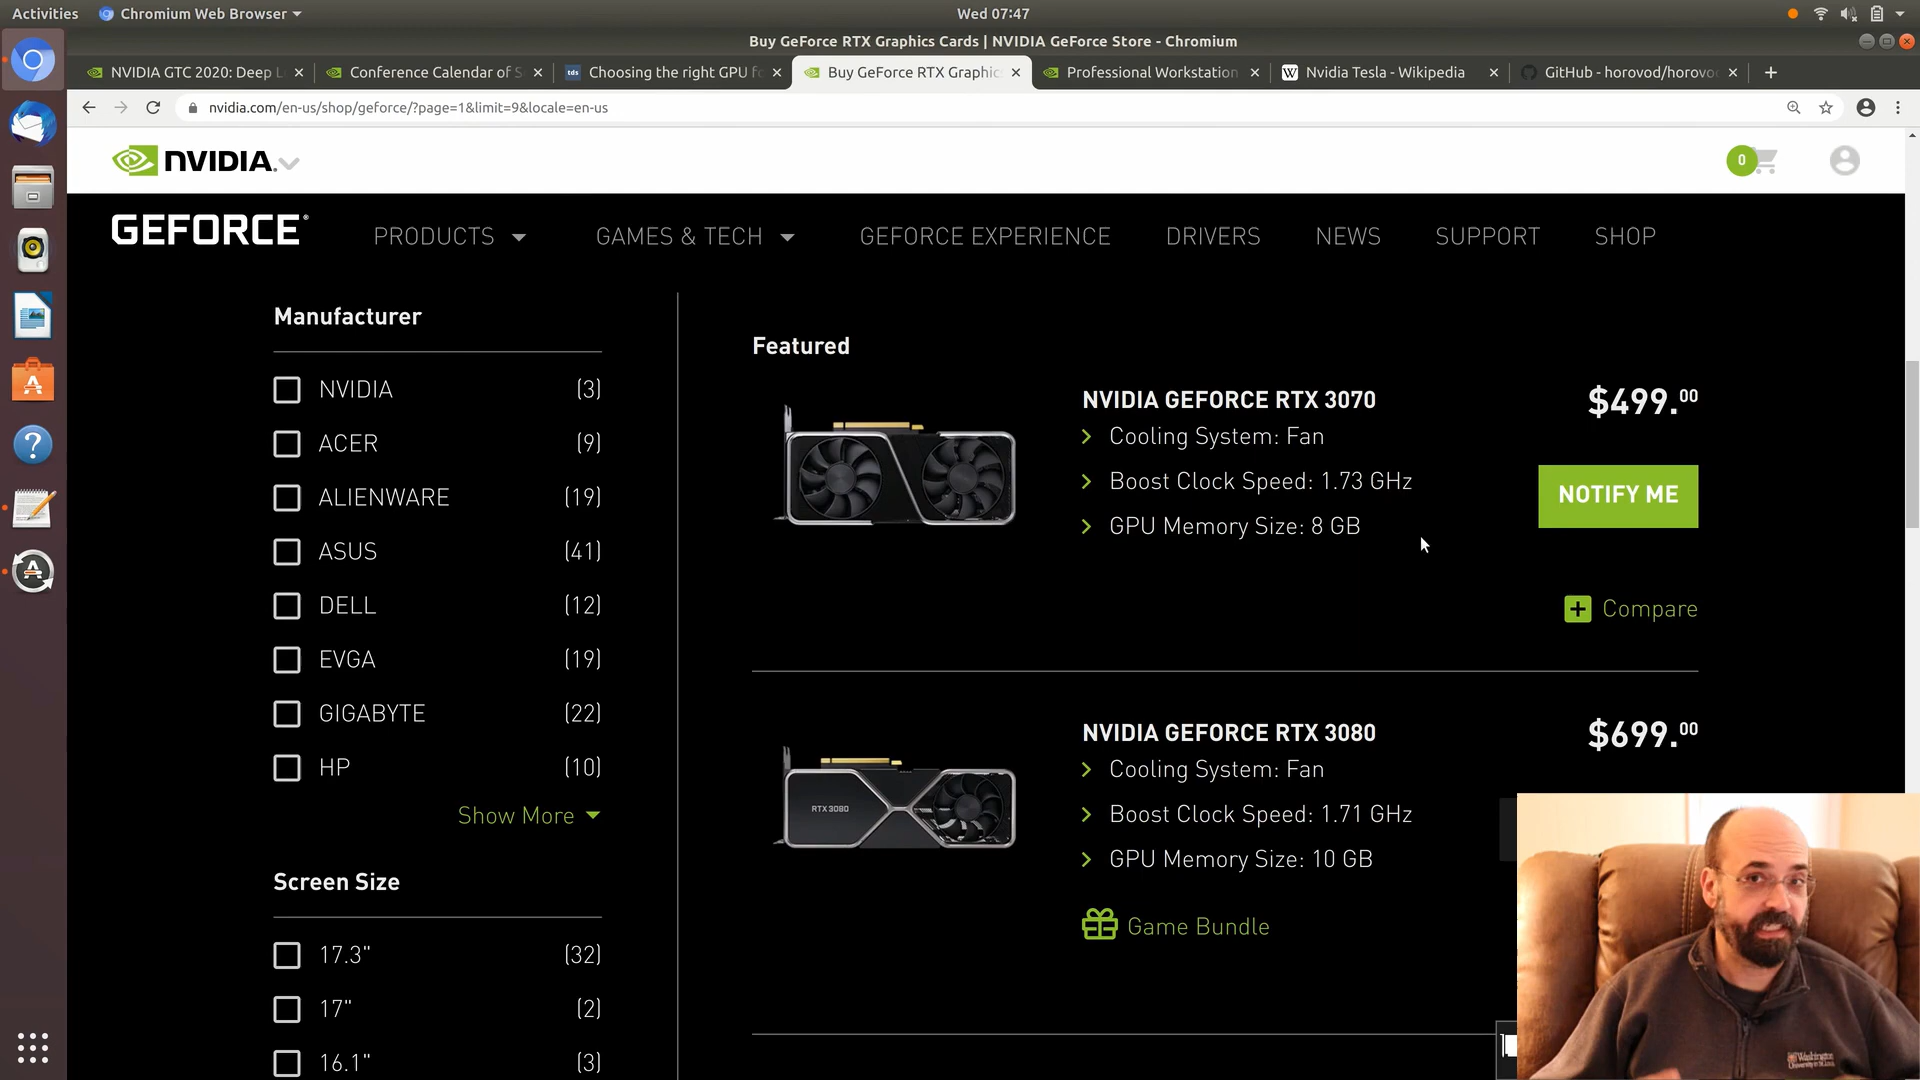 Activities
Chromium Web Browser
Wed 07:47
Buy GeForce RTX Graphics Cards | NVIDIA GeForce Store - Chromium
NVIDIA GTC 2020: Deep L
Conference Calendar of S
tds
Choosing the right GPU fo
Buy GeForce RTX Graphics
Professional Workstation
W
Nvidia Tesla - Wikipedia
GitHub - horovod/horovod
nvidia.com/en-us/shop/geforce/?page=1&limit=9&locale=en-us
NVIDIA.
0
GEFORCE
PRODUCTS
GAMES & TECH
GEFORCE EXPERIENCE
DRIVERS
NEWS
SUPPORT
SHOP
Manufacturer
NVIDIA (3)
ACER (9)
ALIENWARE (19)
ASUS (41)
DELL (12)
EVGA (19)
GIGABYTE (22)
HP (10)
Show More
Screen Size
17.3" (32)
17" (2)
16.1" (3)
Featured
NVIDIA GEFORCE RTX 3070
$499.00
Cooling System: Fan
Boost Clock Speed: 1.73 GHz
NOTIFY ME
GPU Memory Size: 8 GB
Compare
NVIDIA GEFORCE RTX 3080
$699.00
Cooling System: Fan
RTX 3080
Boost Clock Speed: 1.71 GHz
GPU Memory Size: 10 GB
Game Bundle
Washington